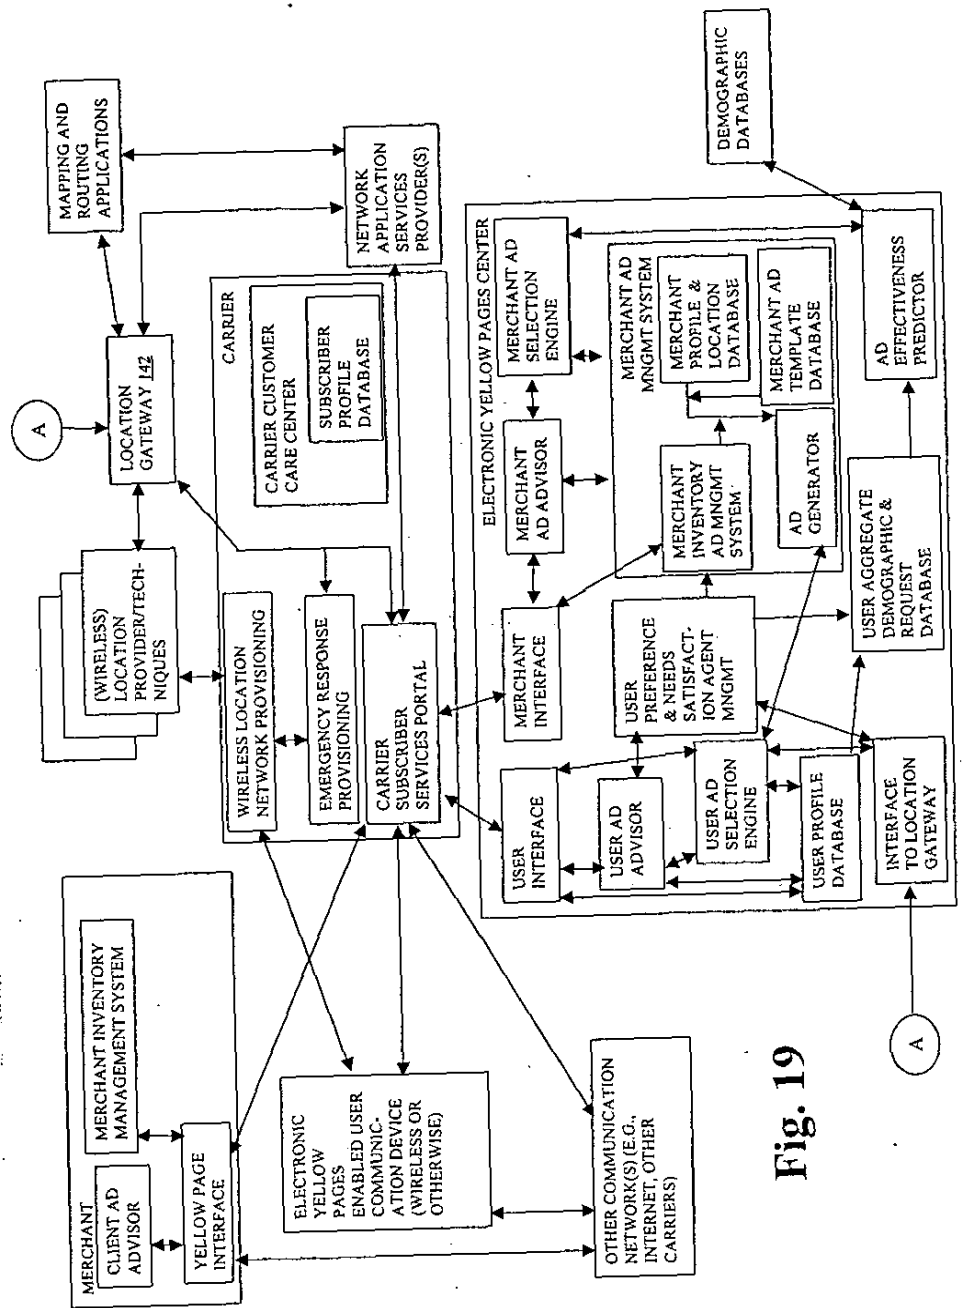 MERCHANT
CLIENT AD
ADVISOR
MERCHANT INVENTORY
MANAGEMENT SYSTEM
YELLOW PAGE
INTERFACE
ELECTRONIC
YELLOW
PAGES
ENABLED USER
COMMUNIC-
ATION DEVICE
(WIRELESS OR
OTHERWISE)
OTHER COMMUNICATION
NETWORK(S) (E.G.,
INTERNET, OTHER
CARRIERS)
(WIRELESS)
LOCATION
PROVIDER/TECH-
NIQUES
A
LOCATION
GATEWAY 142
MAPPING AND
ROUTING
APPLICATIONS
NETWORK
APPLICATION
SERVICES
PROVIDER(S)
CARRIER
CARRIER CUSTOMER
CARE CENTER
SUBSCRIBER
PROFILE
DATABASE
WIRELESS LOCATION
NETWORK PROVISIONING
EMERGENCY RESPONSE
PROVISIONING
CARRIER
SUBSCRIBER
SERVICES PORTAL
ELECTRONIC YELLOW PAGES CENTER
USER
INTERFACE
MERCHANT
INTERFACE
MERCHANT
AD ADVISOR
MERCHANT AD
SELECTION
ENGINE
USER AD
ADVISOR
USER
PREFERENCE
& NEEDS
SATISFACT-
ION AGENT
MNGMT
MERCHANT AD
MNGMT SYSTEM
MERCHANT
PROFILE &
LOCATION
DATABASE
MERCHANT
INVENTORY
AD MNGMT
SYSTEM
MERCHANT AD
TEMPLATE
DATABASE
AD
GENERATOR
USER AD
SELECTION
ENGINE
USER PROFILE
DATABASE
USER AGGREGATE
DEMOGRAPHIC &
REQUEST
DATABASE
AD
EFFECTIVENESS
PREDICTOR
INTERFACE
TO LOCATION
GATEWAY
DEMOGRAPHIC
DATABASES
A
Fig. 19